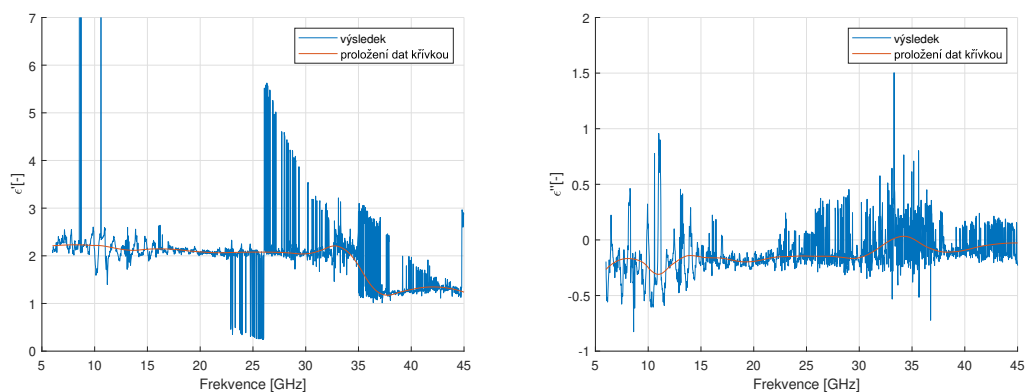 7
6
5
4
3
2
1
0
ϵ'[-]
5 10 15 20 25 30 35 40 45
Frekvence [GHz]
výsledek
proložení dat křívkou
2
1.5
1
0.5
0
-0.5
-1
ϵ''[-]
5 10 15 20 25 30 35 40 45
Frekvence [GHz]
výsledek
proložení dat křívkou